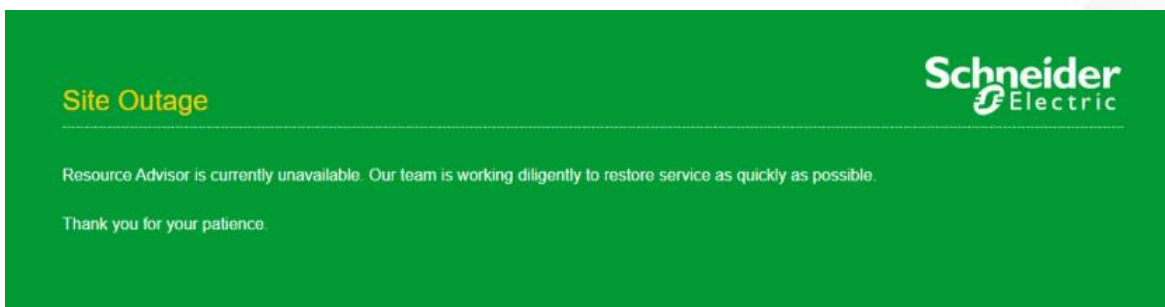 Schneider
Electric
Site Outage
Resource Advisor is currently unavailable. Our team is working diligently to restore service as quickly as possible.
Thank you for your patience.